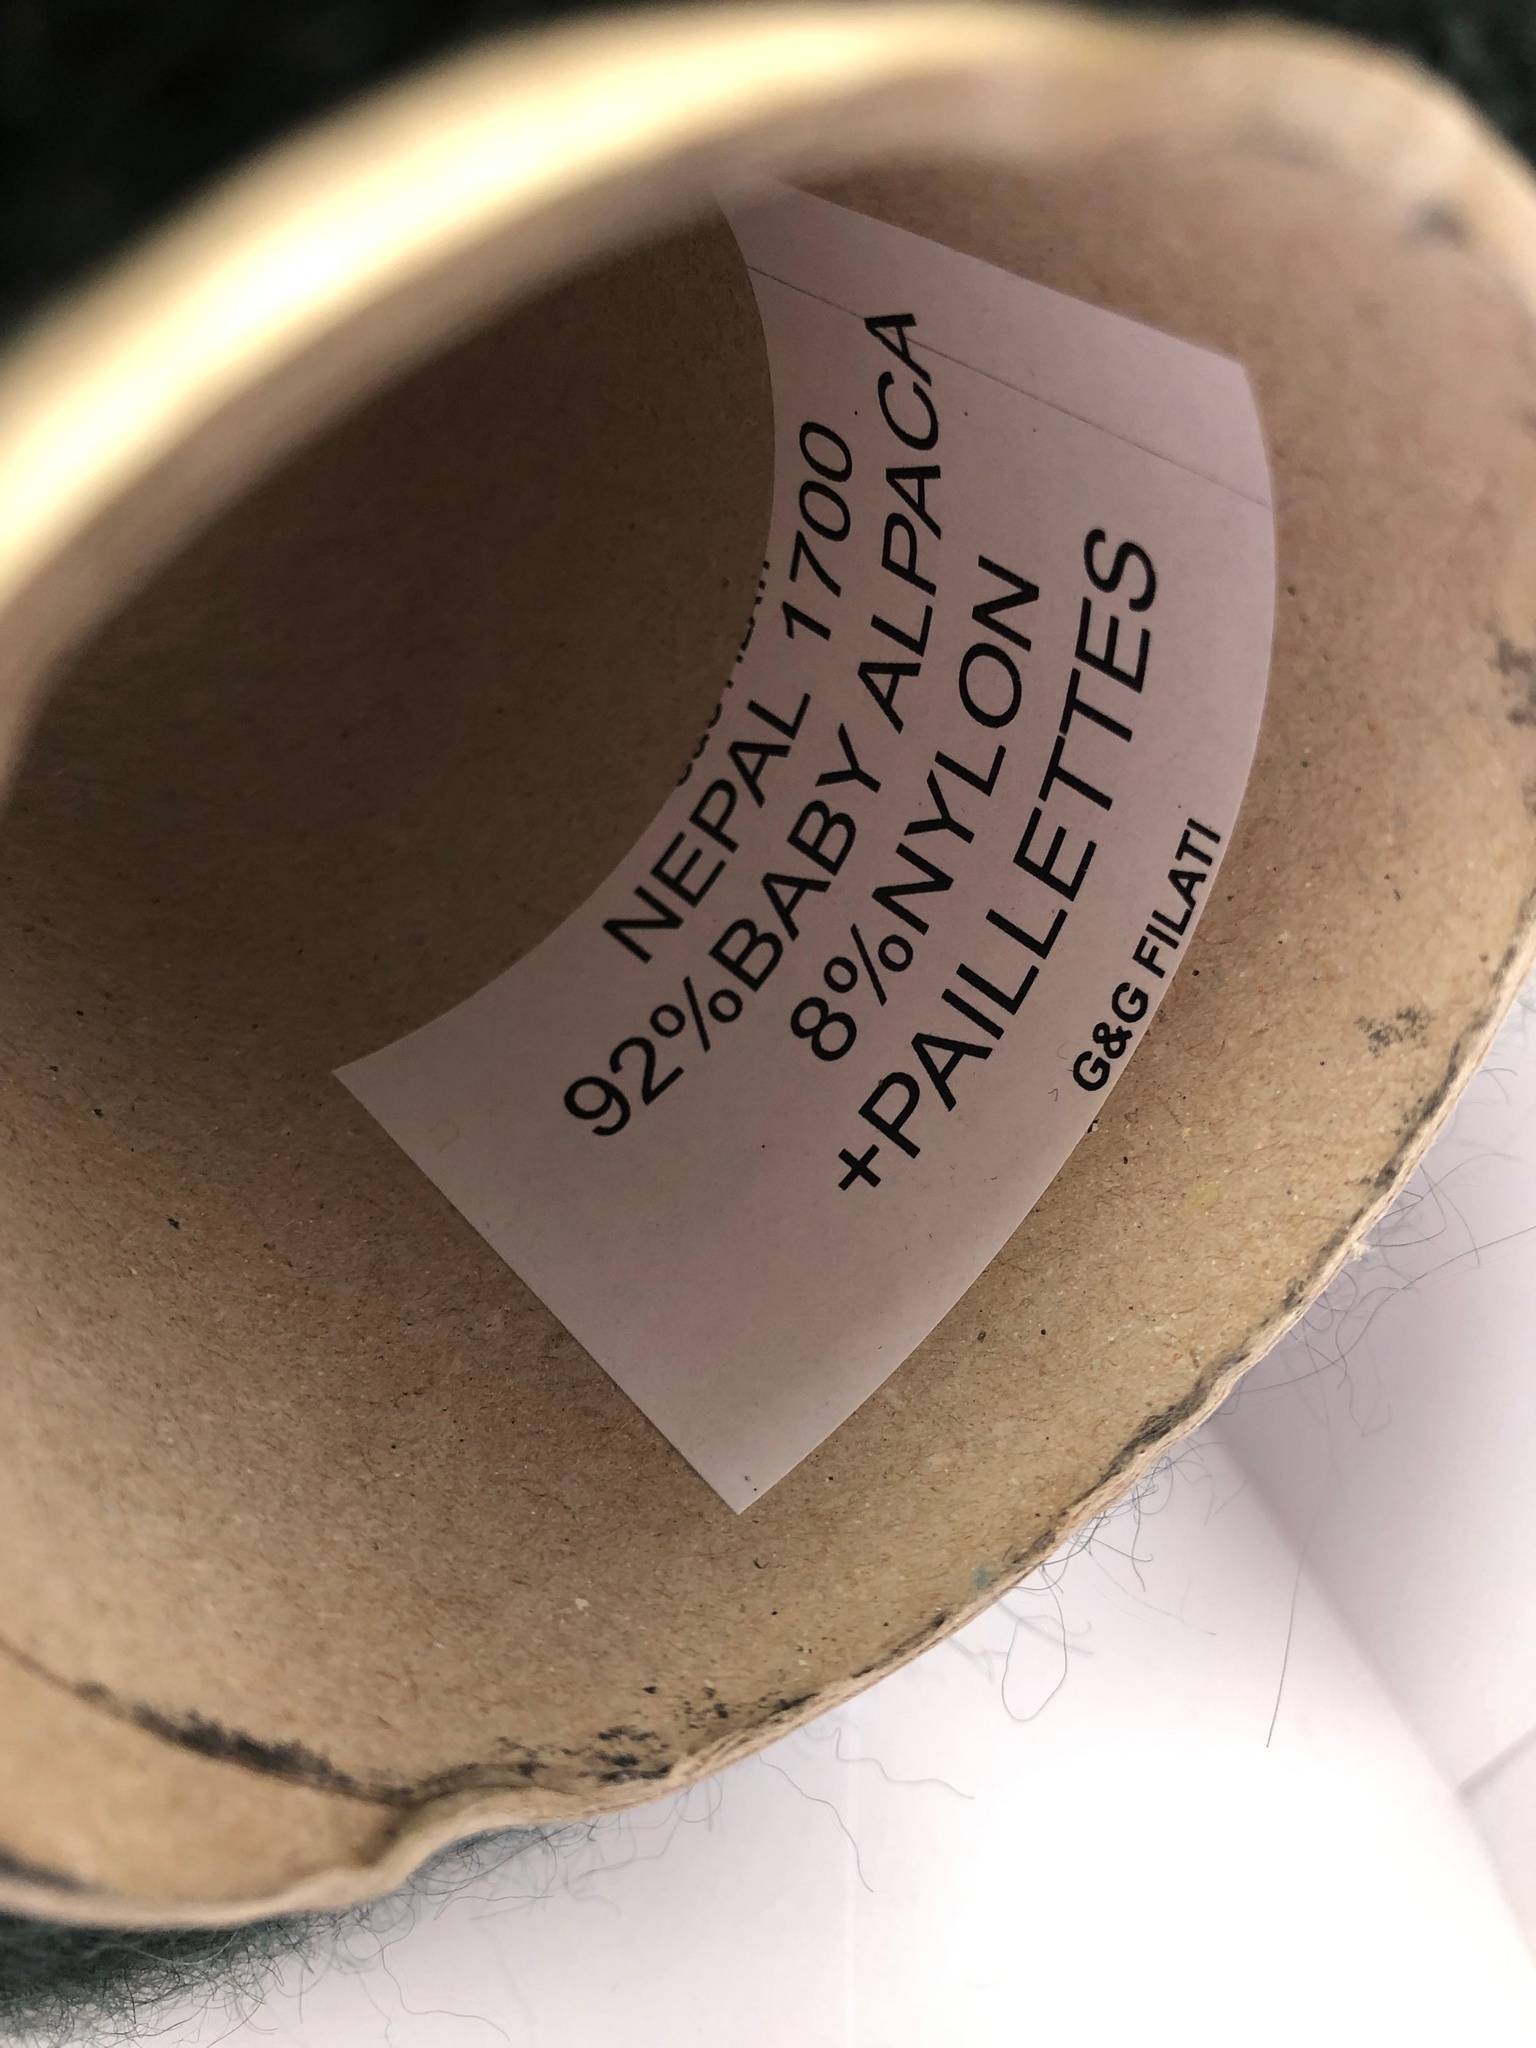 NEPAL 1700
92%BABY ALPACA
8%NYLON
+PAILLETTES
G&G FILATI